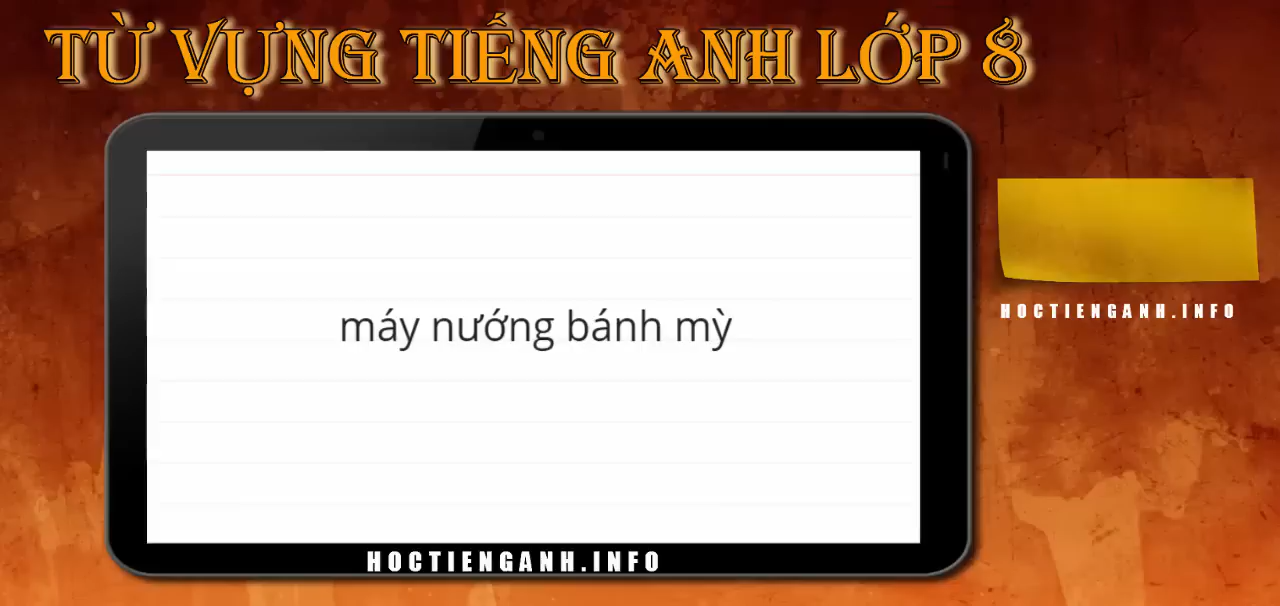 TỪ VỰNG TIẾNG ANH LỚP 8
máy nướng bánh mỳ
HOCTIENGANH.INFO
HOCTIENGANH.INFO